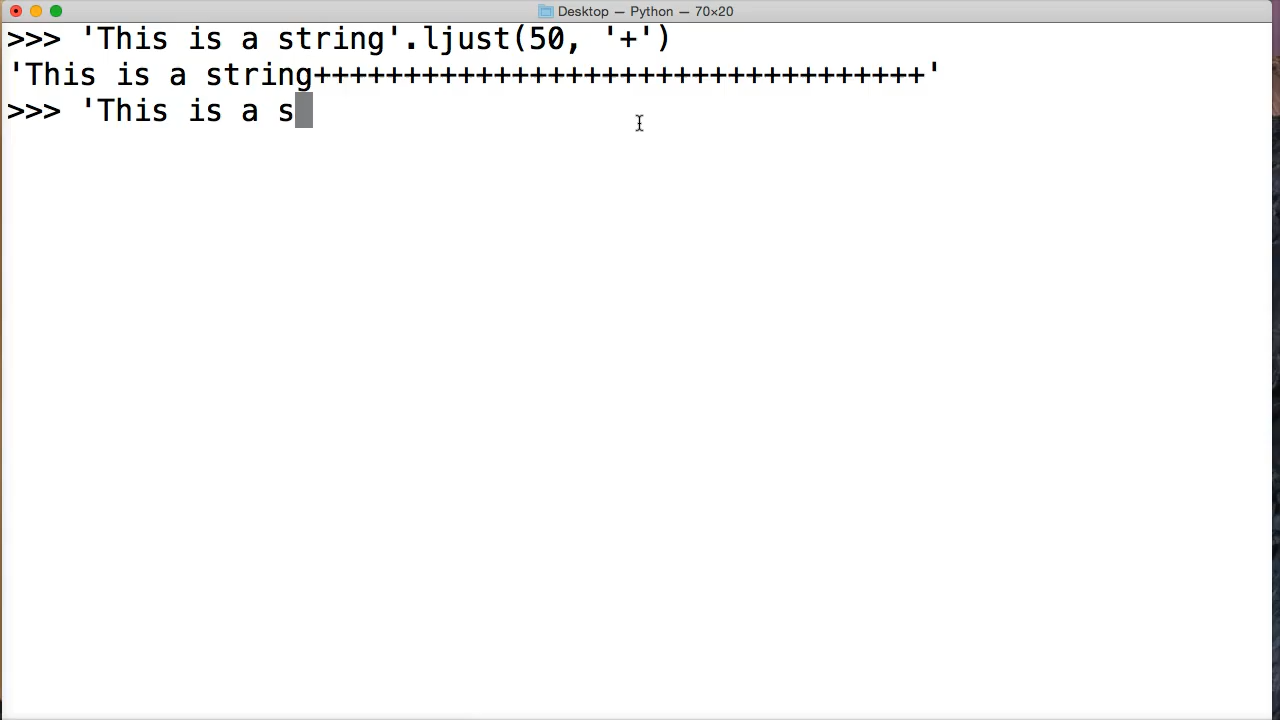 Desktop — Python — 70×20
>>> 'This is a string'.ljust(50, '+')
'This is a string++++++++++++++++++++++++++++++++++'
>>> 'This is a s